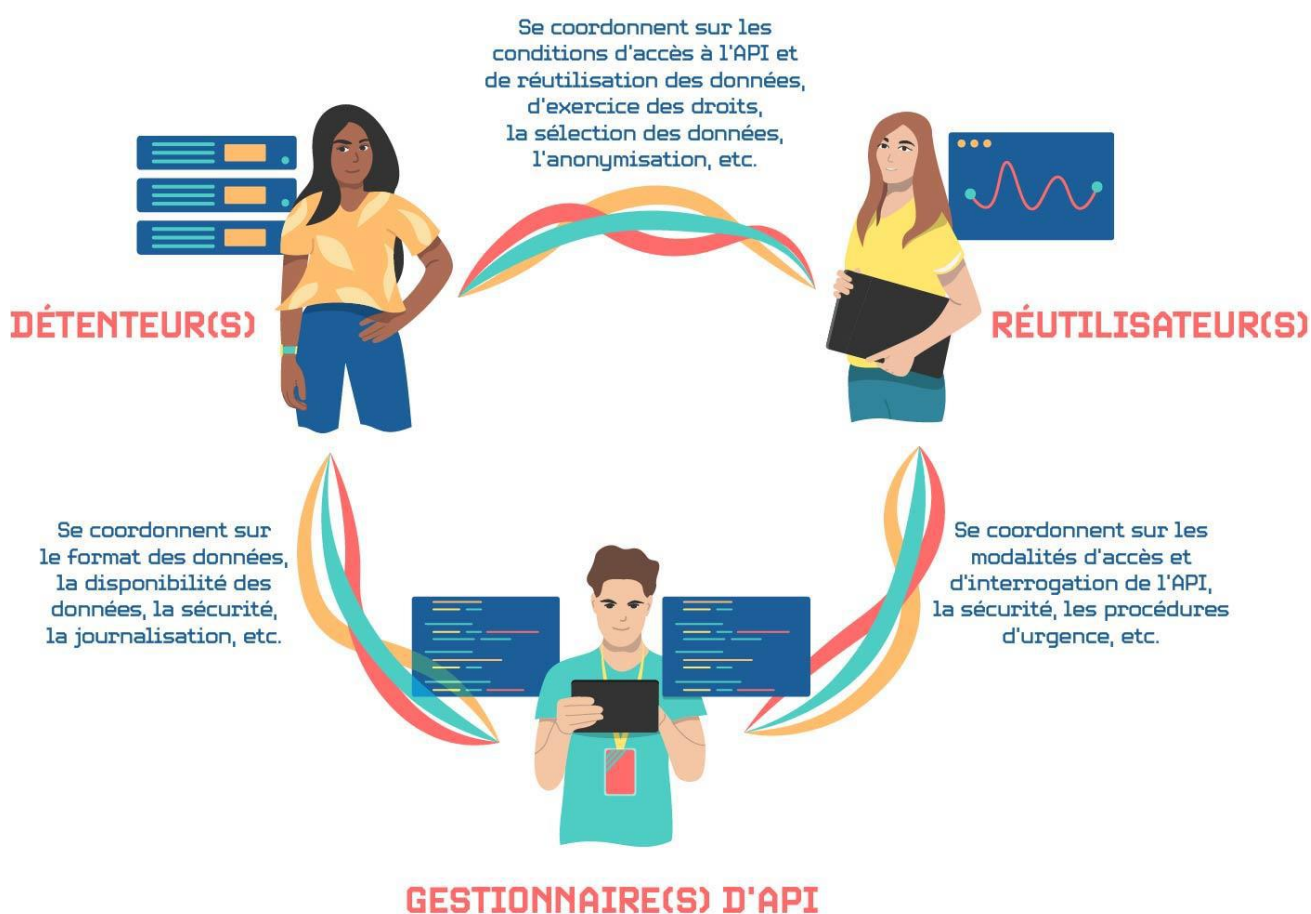 Se coordonnent sur les
conditions d'accès à l'API et
de réutilisation des données,
d'exercice des droits,
la sélection des données,
l'anonymisation, etc.
DÉTENTEUR(S)
RÉUTILISATEUR(S)
Se coordonnent sur
le format des données,
la disponibilité des
données, la sécurité,
la journalisation, etc.
Se coordonnent sur les
modalités d'accès et
d'interrogation de l'API,
la sécurité, les procédures
d'urgence, etc.
GESTIONNAIRE(S) D'API